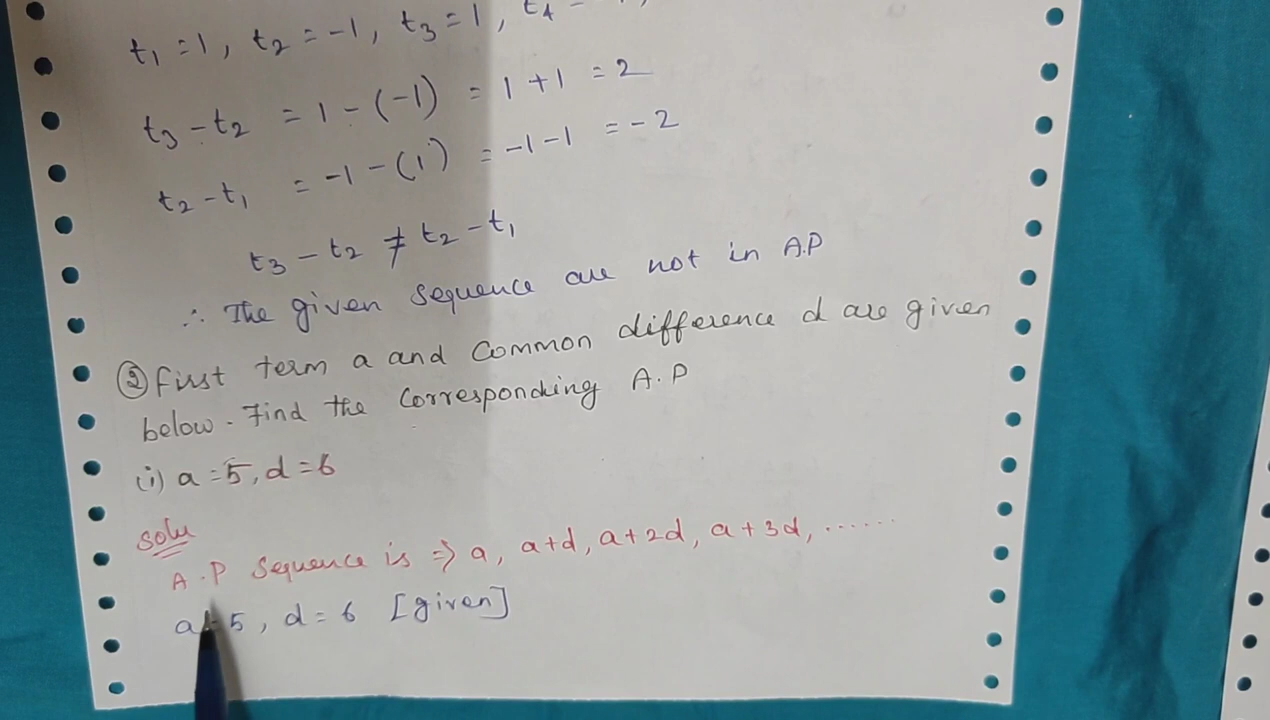 t₁ = 1, t₂ = -1, t₃ = 1, t₄
t₃ - t₂ = 1 - (-1) = 1 + 1 = 2
t₂ - t₁ = -1 - (1) = -1 - 1 = -2
t₃ - t₂ ≠ t₂ - t₁
∴ The given sequence are not in A.P
② First term a and common difference d are given
below. Find the corresponding A.P
(i) a = 5, d = 6
Solu
A.P sequence is ⇒ a, a+d, a+2d, a+3d, ......
a = 5, d = 6 [given]